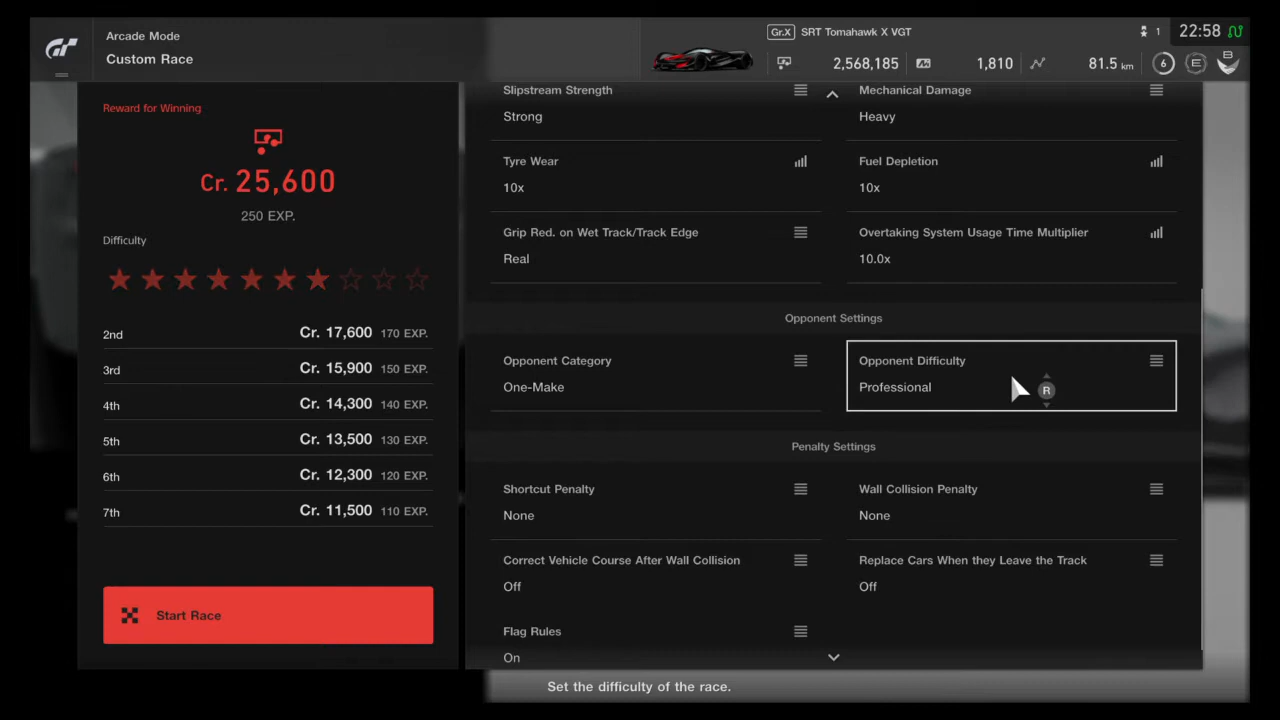 Arcade Mode
Custom Race
Gr.X SRT Tomahawk X VGT
1 22:58
2,568,185 1,810 81.5 km 6 E B
Reward for Winning
Cr. 25,600
250 EXP.
Difficulty
2nd Cr. 17,600 170 EXP.
3rd Cr. 15,900 150 EXP.
4th Cr. 14,300 140 EXP.
5th Cr. 13,500 130 EXP.
6th Cr. 12,300 120 EXP.
7th Cr. 11,500 110 EXP.
Start Race
Slipstream Strength Mechanical Damage
Strong Heavy
Tyre Wear Fuel Depletion
10x 10x
Grip Red. on Wet Track/Track Edge Overtaking System Usage Time Multiplier
Real 10.0x
Opponent Settings
Opponent Category Opponent Difficulty
One-Make Professional R
Penalty Settings
Shortcut Penalty Wall Collision Penalty
None None
Correct Vehicle Course After Wall Collision Replace Cars When they Leave the Track
Off Off
Flag Rules
On
Set the difficulty of the race.